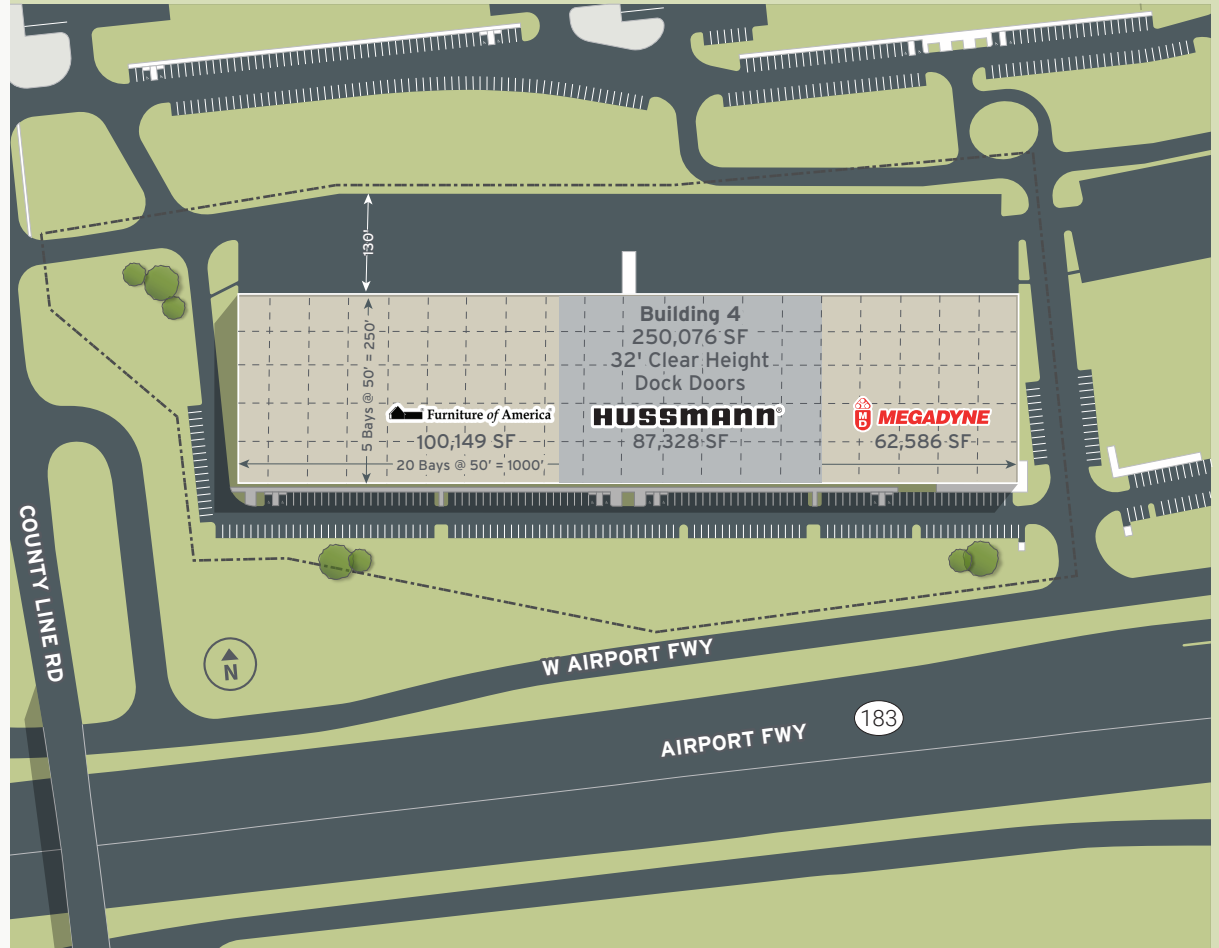 130'
Building 4
250,076 SF
32' Clear Height
Dock Doors
5 Bays @ 50' = 250'
Furniture of America®
100,149 SF
HUSSMANN®
87,328 SF
MD MEGADYNE
62,586 SF
20 Bays @ 50' = 1000'
COUNTY LINE RD
N
W AIRPORT FWY
AIRPORT FWY
183